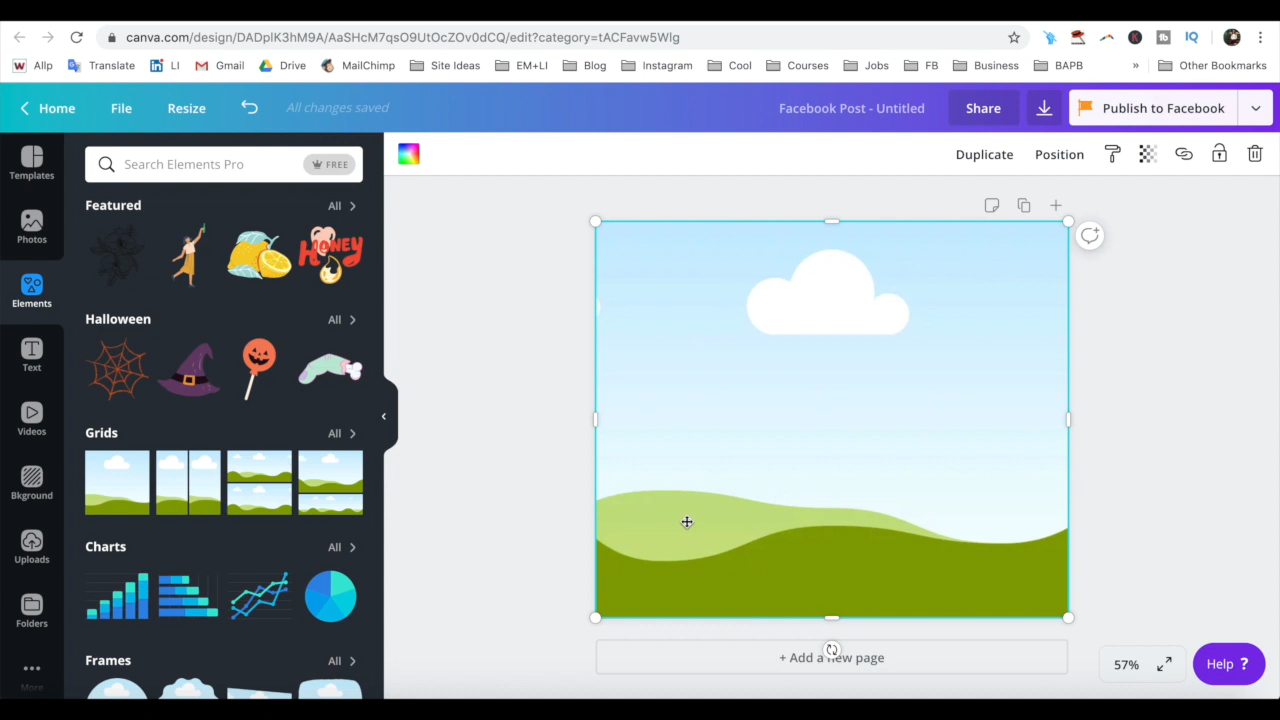 canva.com/design/DADplK3hM9A/AaSHcM7qsO9UtOcZOv0dCQ/edit?category=tACFavw5WIg
Allp Translate LI Gmail Drive MailChimp Site Ideas EM+LI Blog Instagram Cool Courses Jobs FB Business BAPB » Other Bookmarks
Home File Resize All changes saved Facebook Post - Untitled Share Publish to Facebook
Templates
Photos
Elements
Text
Videos
Bkground
Uploads
Folders
More
Search Elements Pro FREE
Featured All
HONEY
Halloween All
Grids All
Charts All
Frames All
Duplicate Position
+ Add a new page
57%
Help ?